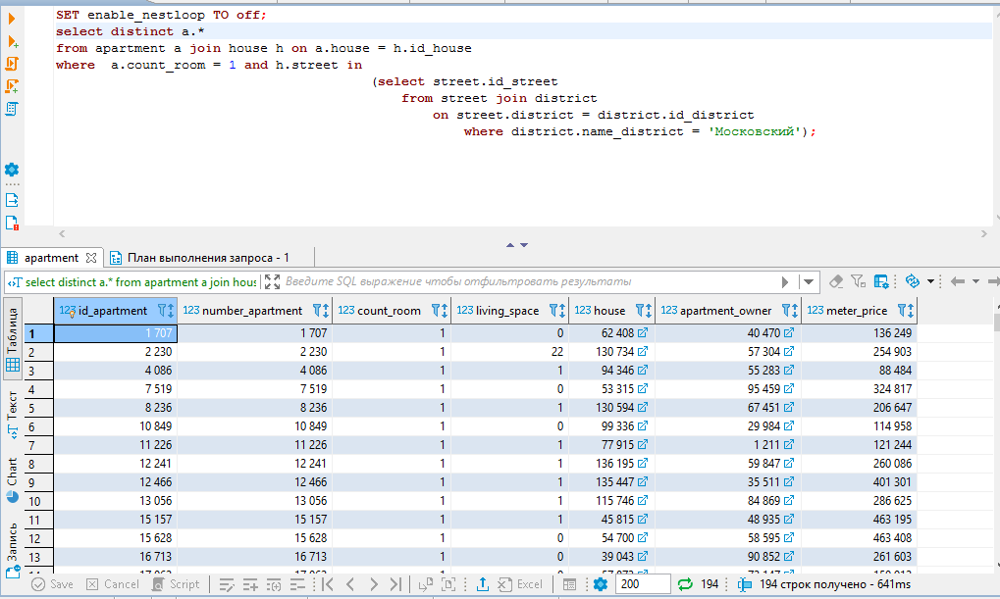 SET enable_nestloop TO off;
select distinct a.*
from apartment a join house h on a.house = h.id_house
where  a.count_room = 1 and h.street in
(select street.id_street
from street join district
on street.district = district.id_district
where district.name_district = 'Московский');
apartment
План выполнения запроса - 1
select distinct a.* from apartment a join hous
Введите SQL выражение чтобы отфильтровать результаты
Таблица
Текст
Chart
Запись
123 id_apartment 123 number_apartment 123 count_room 123 living_space 123 house 123 apartment_owner 123 meter_price
1 1 707 1 707 1 0 62 408 40 470 136 249
2 2 230 2 230 1 22 130 734 57 304 254 903
3 4 086 4 086 1 1 94 346 55 283 88 484
4 7 519 7 519 1 0 53 315 95 459 324 817
5 8 236 8 236 1 1 130 594 67 451 206 647
6 10 849 10 849 1 0 99 336 29 984 114 958
7 11 226 11 226 1 1 77 915 1 211 121 244
8 12 241 12 241 1 1 136 195 59 847 260 086
9 12 466 12 466 1 1 135 447 35 511 401 301
10 13 056 13 056 1 1 115 746 84 869 286 625
11 15 157 15 157 1 1 45 815 48 935 463 195
12 15 628 15 628 1 0 54 700 58 595 463 408
13 16 713 16 713 1 0 39 043 90 852 261 603
Save Cancel Script Excel 200 194 194 строк получено - 641ms